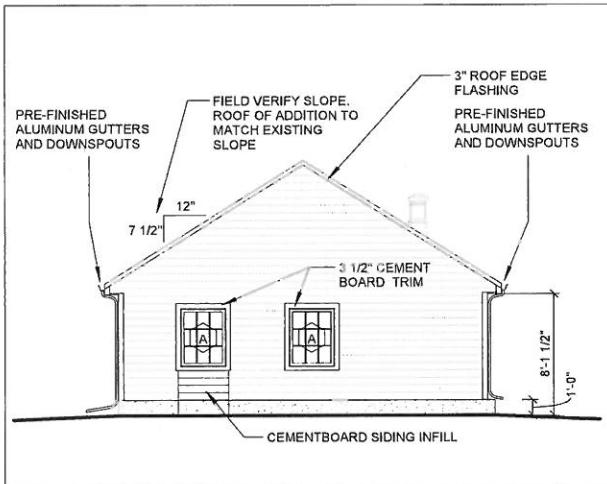 3" ROOF EDGE
FLASHING
FIELD VERIFY SLOPE.
ROOF OF ADDITION TO
MATCH EXISTING
SLOPE
PRE-FINISHED
ALUMINUM GUTTERS
AND DOWNSPOUTS
PRE-FINISHED
ALUMINUM GUTTERS
AND DOWNSPOUTS
12"
7 1/2"
3 1/2" CEMENT
BOARD TRIM
A
A
8'-1 1/2"
1'-0"
CEMENTBOARD SIDING INFILL